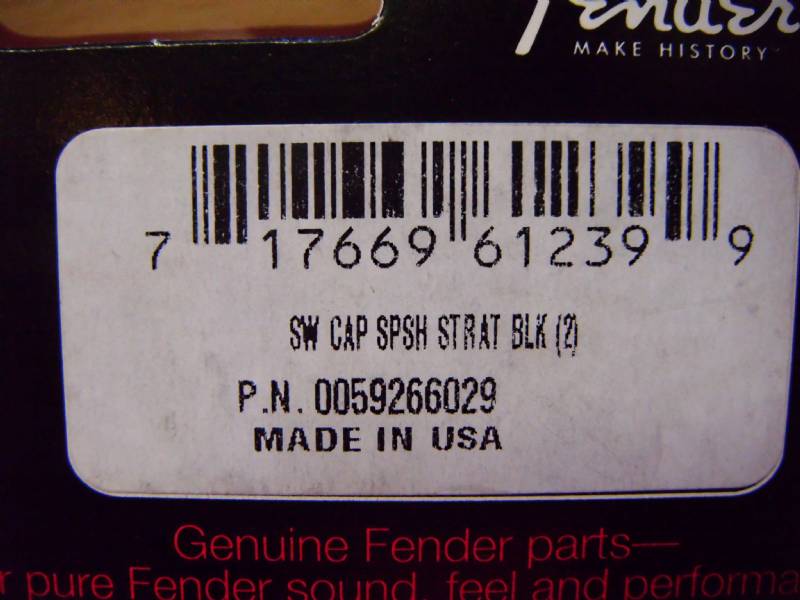 Fender
MAKE HISTORY
7 17669 61239 9
SW CAP SPSH STRAT BLK (2)
P.N. 0059266029
MADE IN USA
Genuine Fender parts—
r pure Fender sound, feel and performa